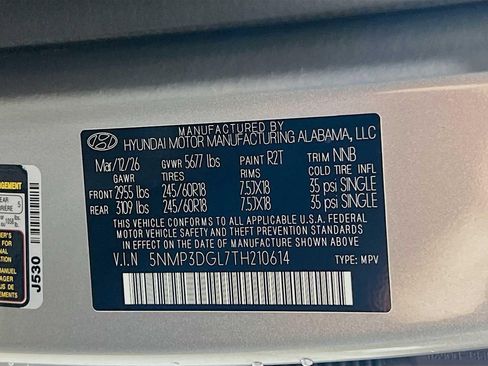 MANUFACTURED BY
HYUNDAI MOTOR MANUFACTURING ALABAMA, LLC
Mar/12/26 GVWR 5677 lbs PAINT R2T TRIM NNB
GAWR TIRES RIMS COLD TIRE INFL
FRONT 2955 lbs 245/60R18 7.5JX18 35 psi SINGLE
REAR 3109 lbs 245/60R18 7.5JX18 35 psi SINGLE
THIS VEHICLE CONFORMS TO ALL APPLICABLE U.S.A. FEDERAL
MOTOR VEHICLE SAFETY AND THEFT PREVENTION STANDARDS
IN EFFECT ON THE DATE OF MANUFACTURE SHOWN ABOVE.
V.I.N 5NMP3DGL7TH210614 TYPE: MPV
J530
5
lbs.